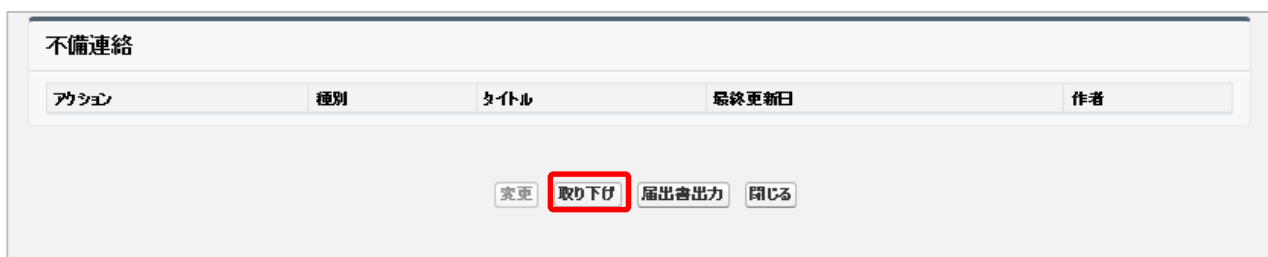 不備連絡
アクション 種別 タイトル 最終更新日 作者
変更 取り下げ 届出書出力 閉じる